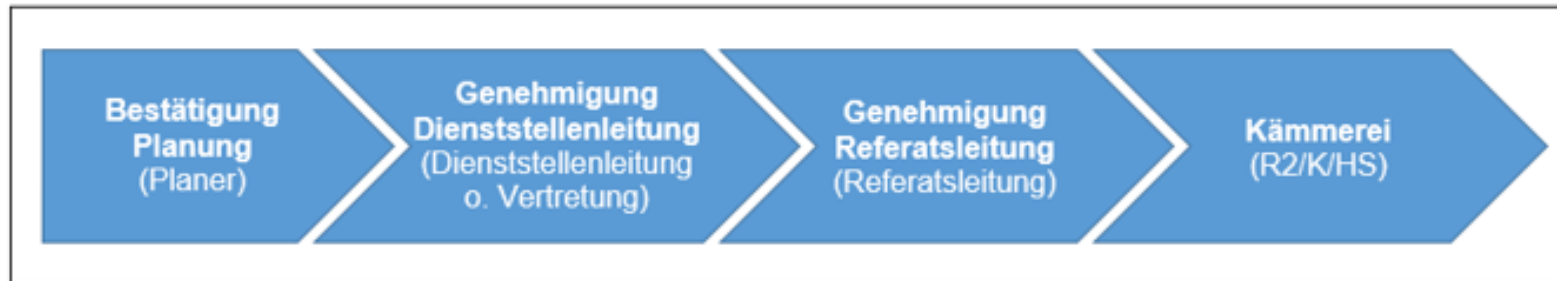 Bestätigung
Planung
(Planer)
Genehmigung
Dienststellenleitung
(Dienststellenleitung
o. Vertretung)
Genehmigung
Referatsleitung
(Referatsleitung)
Kämmerei
(R2/K/HS)